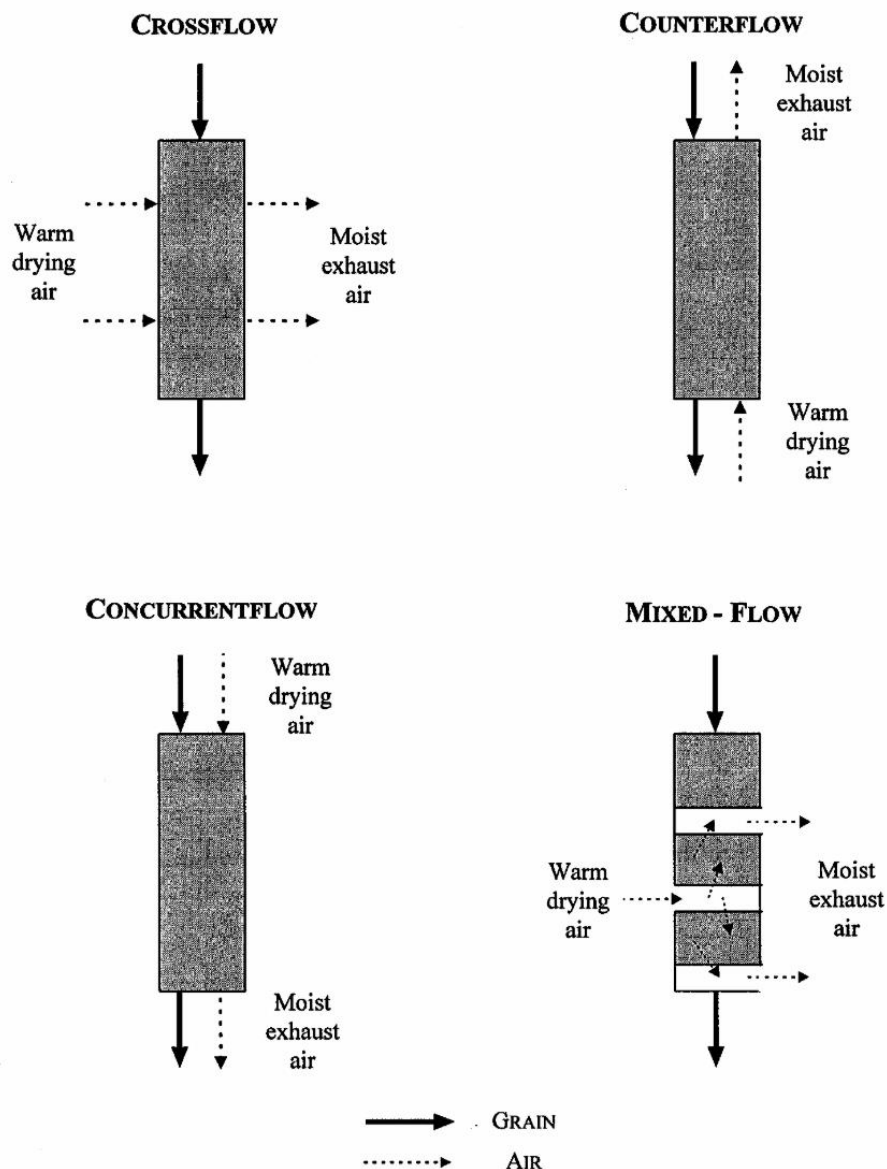 CROSSFLOW
Warm
drying
air
Moist
exhaust
air
COUNTERFLOW
Moist
exhaust
air
Warm
drying
air
CONCURRENTFLOW
Warm
drying
air
Moist
exhaust
air
MIXED - FLOW
Warm
drying
air
Moist
exhaust
air
GRAIN
AIR